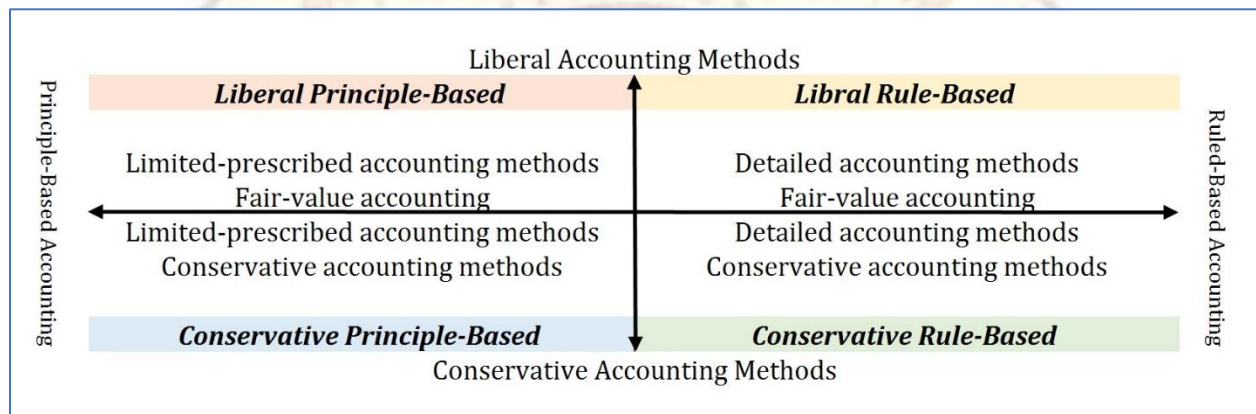 Liberal Accounting Methods
Liberal Principle-Based
Libral Rule-Based
Principle-Based Accounting
Limited-prescribed accounting methods
Fair-value accounting
Detailed accounting methods
Fair-value accounting
Ruled-Based Accounting
Limited-prescribed accounting methods
Conservative accounting methods
Detailed accounting methods
Conservative accounting methods
Conservative Principle-Based
Conservative Rule-Based
Conservative Accounting Methods